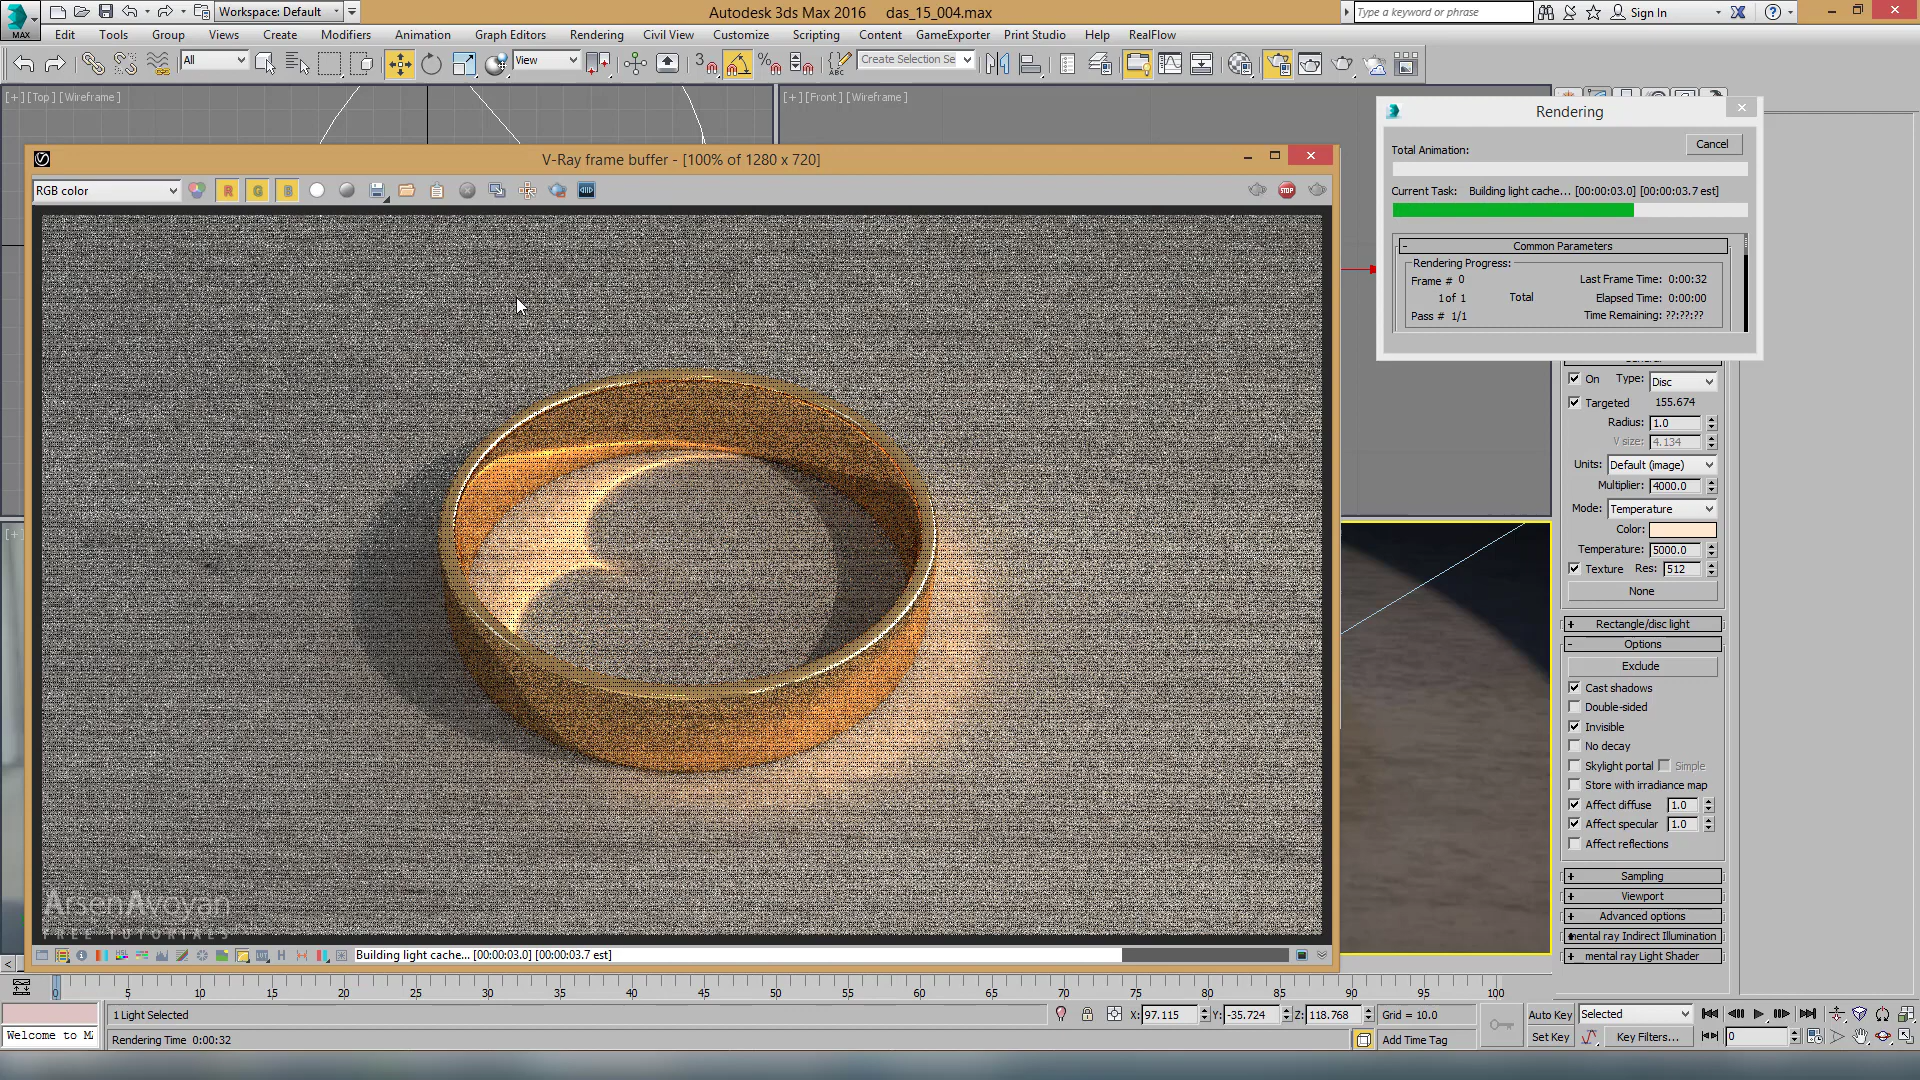 Workspace: Default
Autodesk 3ds Max 2016 das_15_004.max
Type a keyword or phrase
Sign In
MAX
Edit Tools Group Views Create Modifiers Animation Graph Editors Rendering Civil View Customize Scripting Content GameExporter Print Studio Help RealFlow
All
View
3
ABC
Create Selection Se
[+][Top][Wireframe]
[+][Front][Wireframe]
Rendering
Total Animation:
Cancel
Current Task: Building light cache... [00:00:03.0] [00:00:03.7 est]
Common Parameters
Rendering Progress:
Frame # 0
1 of 1
Total
Pass # 1/1
Last Frame Time: 0:00:32
Elapsed Time: 0:00:00
Time Remaining: ??:??:??
V-Ray frame buffer - [100% of 1280 x 720]
RGB color
R G B
STOP
On Type: Disc
Targeted 155.674
Radius: 1.0
V size: 4.134
Units: Default (image)
Multiplier: 4000.0
Mode: Temperature
Color:
Temperature: 5000.0
Texture Res: 512
None
Rectangle/disc light
Options
Exclude
Cast shadows
Double-sided
Invisible
No decay
Skylight portal Simple
Store with irradiance map
Affect diffuse 1.0
Affect specular 1.0
Affect reflections
Sampling
Viewport
Advanced options
mental ray Indirect Illumination
mental ray Light Shader
ArsenAvoyan
FREE TUTORIALS
Building light cache... [00:00:03.0] [00:00:03.7 est]
0 5 10 15 20 25 30 35 40 45 50 55 60 65 70 75 80 85 90 95 100
1 Light Selected
X: 97.115 Y: -35.724 Z: 118.768 Grid = 10.0
Auto Key Selected
Welcome to M
Rendering Time 0:00:32
Add Time Tag
Set Key Key Filters...
0